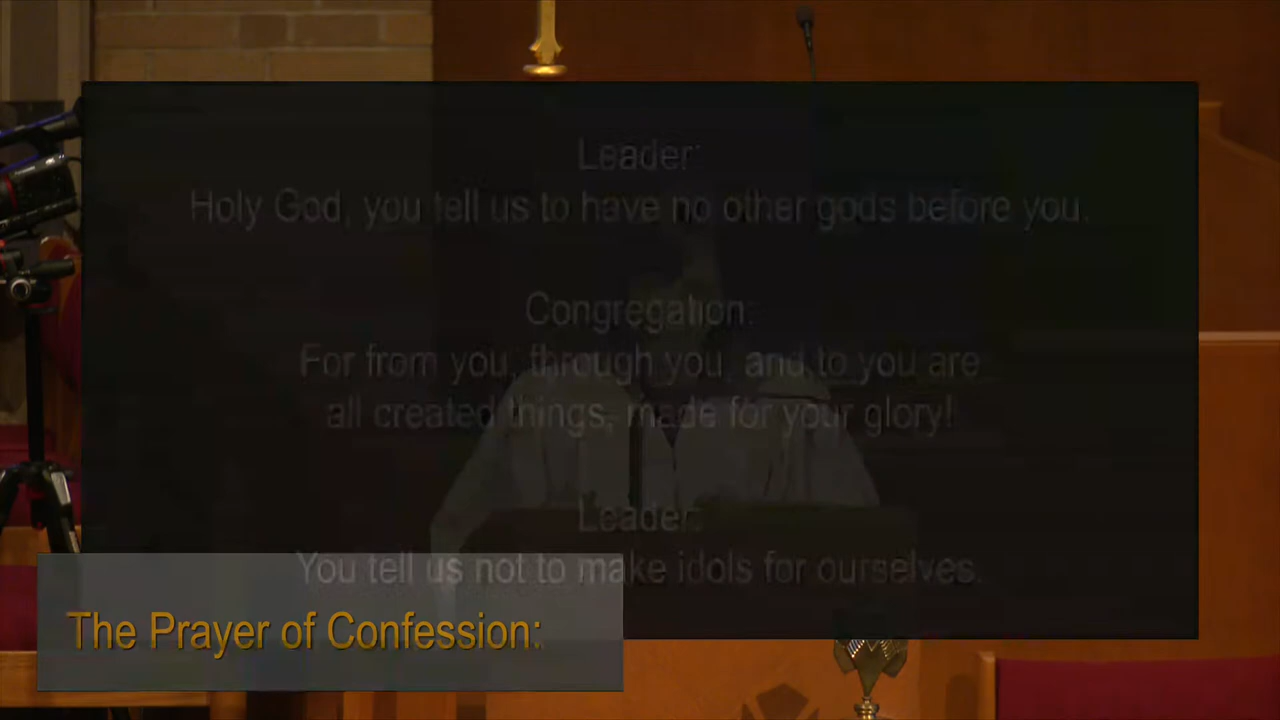 Leader:
Holy God, you tell us to have no other gods before you.
Congregation:
For from you, through you, and to you are
all created things, made for your glory!
Leader:
You tell us not to make idols for ourselves.
The Prayer of Confession: